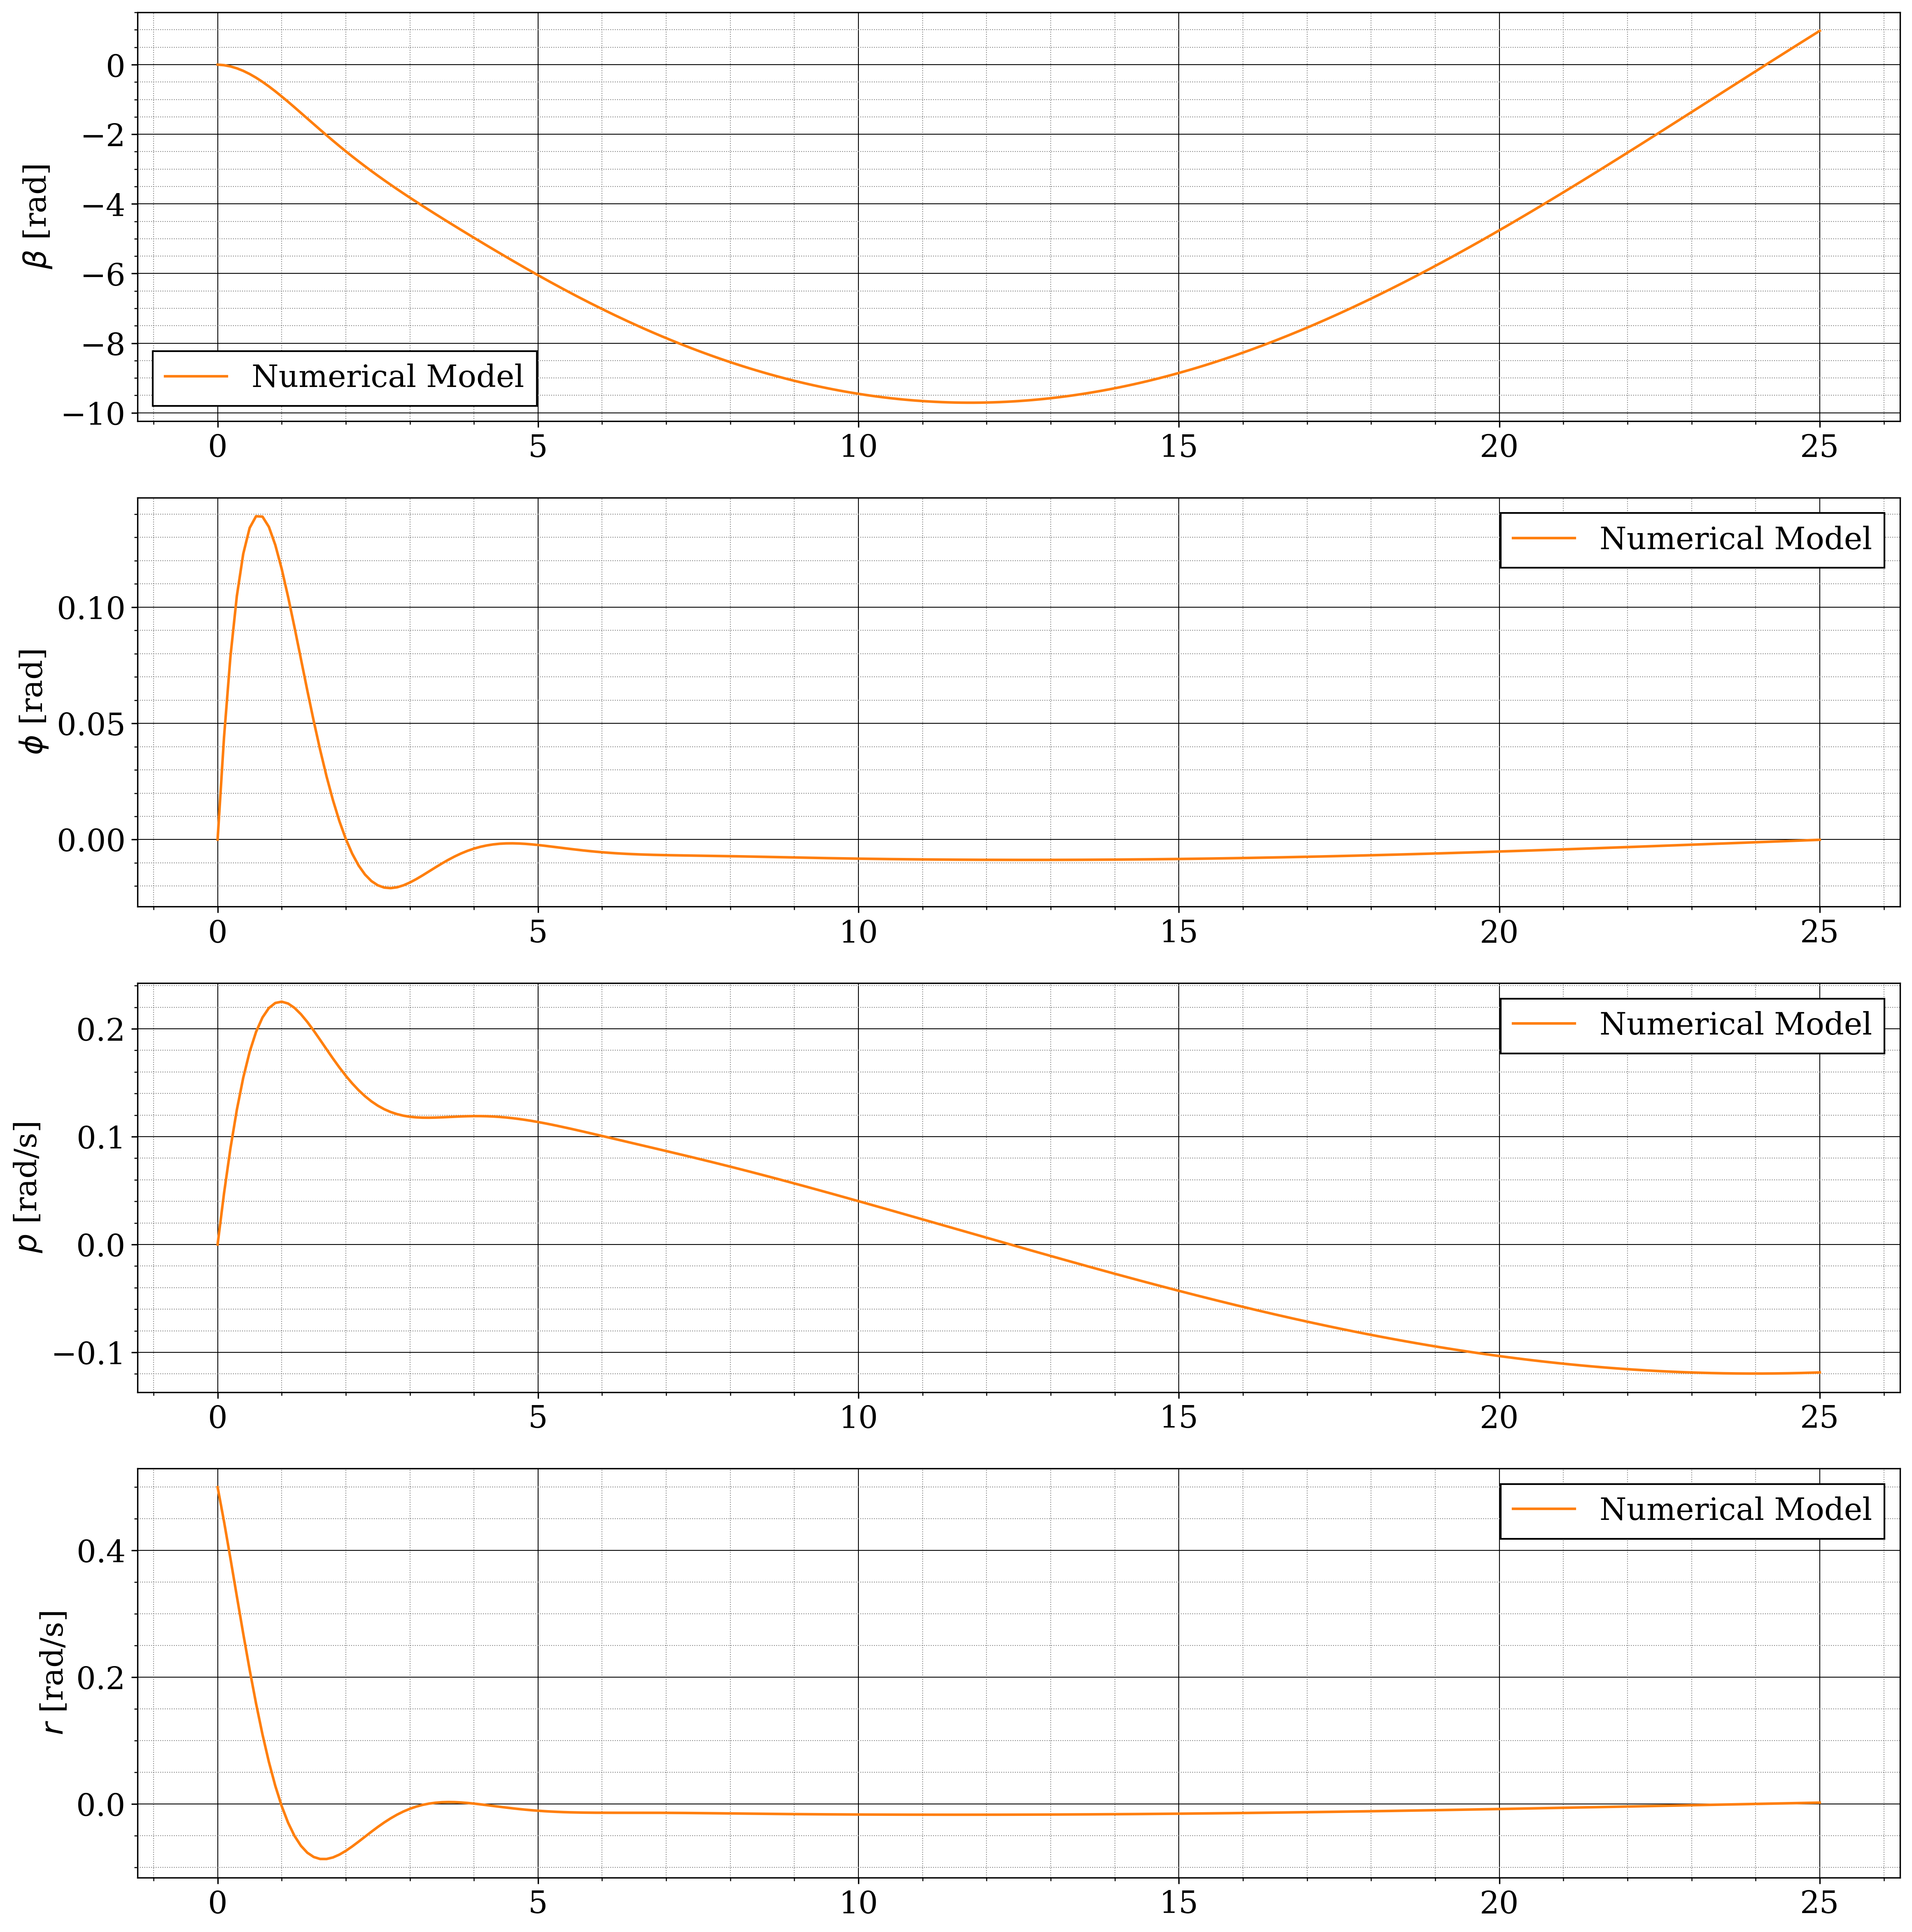 β [rad]
0
−2
−4
−6
−8
−10
Numerical Model
0 5 10 15 20 25
ϕ [rad]
0.10
0.05
0.00
Numerical Model
0 5 10 15 20 25
p [rad/s]
0.2
0.1
0.0
−0.1
Numerical Model
0 5 10 15 20 25
r [rad/s]
0.4
0.2
0.0
Numerical Model
0 5 10 15 20 25